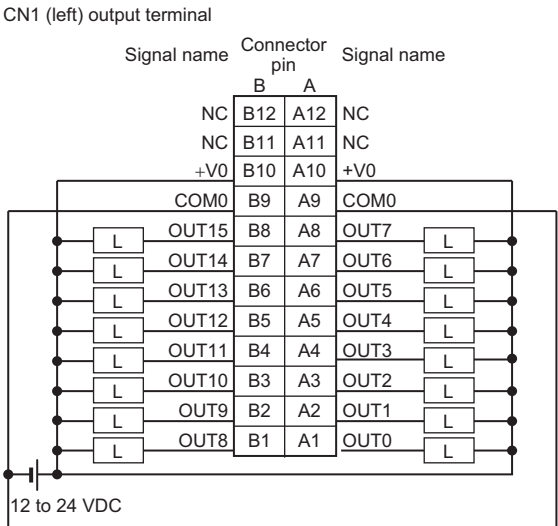 CN1 (left) output terminal
Signal name Connector pin Signal name
B A
NC B12 A12 NC
NC B11 A11 NC
+V0 B10 A10 +V0
COM0 B9 A9 COM0
L OUT15 B8 A8 OUT7 L
L OUT14 B7 A7 OUT6 L
L OUT13 B6 A6 OUT5 L
L OUT12 B5 A5 OUT4 L
L OUT11 B4 A4 OUT3 L
L OUT10 B3 A3 OUT2 L
L OUT9 B2 A2 OUT1 L
L OUT8 B1 A1 OUT0 L
12 to 24 VDC